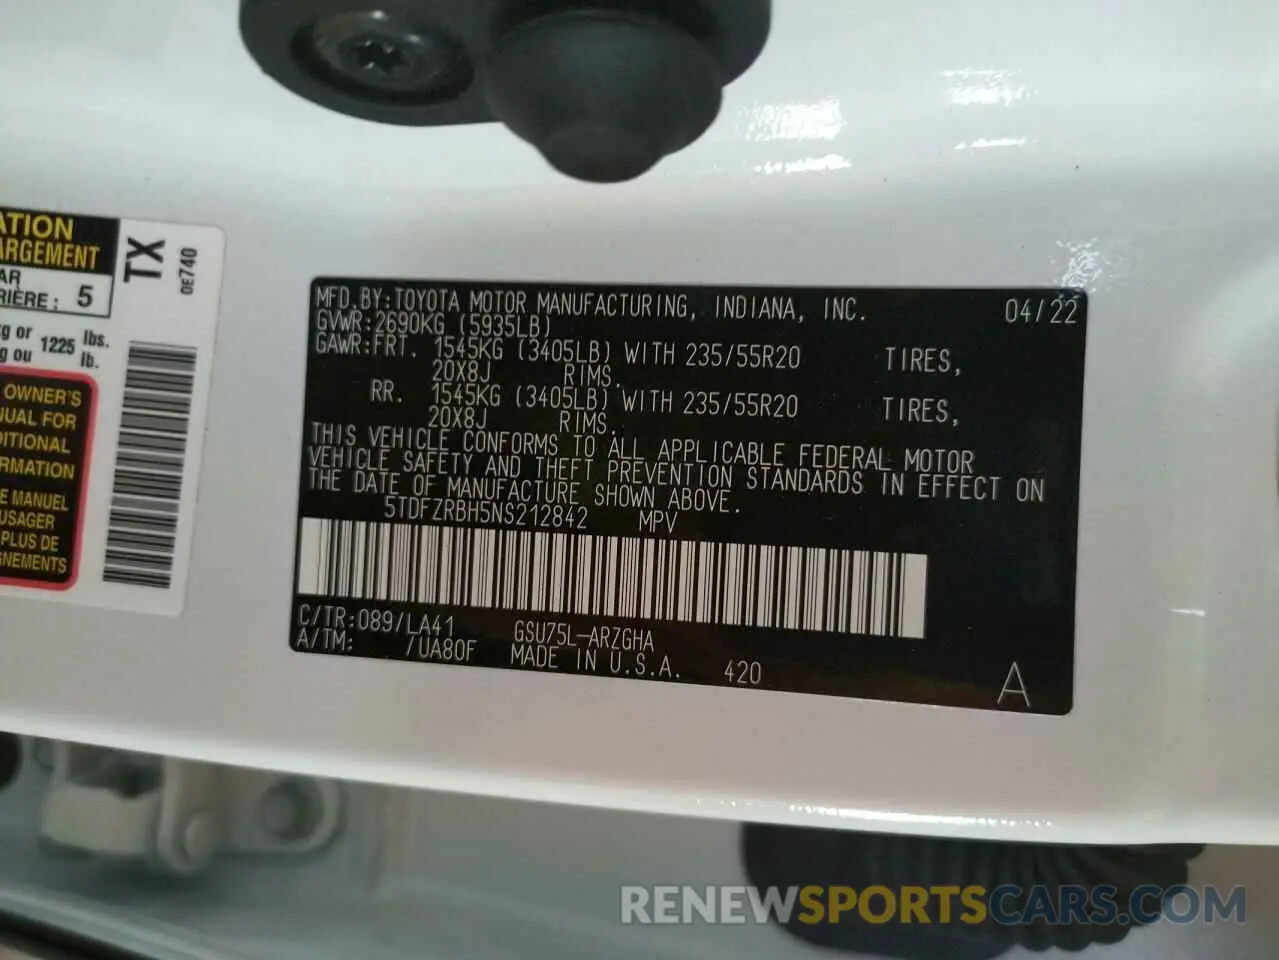 ATION
ARGEMENT
TX
OE740
AR
RIÈRE: 5
kg or 1225 lbs.
kg ou lb.
OWNER'S
UAL FOR
DITIONAL
RMATION
E MANUEL
USAGER
PLUS DE
GNEMENTS
MFD.BY:TOYOTA MOTOR MANUFACTURING, INDIANA, INC. 04/22
GVWR:2690KG (5935LB)
GAWR:FRT. 1545KG (3405LB) WITH 235/55R20 TIRES,
20X8J RIMS.
RR. 1545KG (3405LB) WITH 235/55R20 TIRES,
20X8J RIMS.
THIS VEHICLE CONFORMS TO ALL APPLICABLE FEDERAL MOTOR
VEHICLE SAFETY AND THEFT PREVENTION STANDARDS IN EFFECT ON
THE DATE OF MANUFACTURE SHOWN ABOVE.
5TDFZRBH5NS212842 MPV
C/TR:089/LA41 GSU75L-ARZGHA
A/TM: /UA80F MADE IN U.S.A. 420
A
RENEWSPORTSCARS.COM